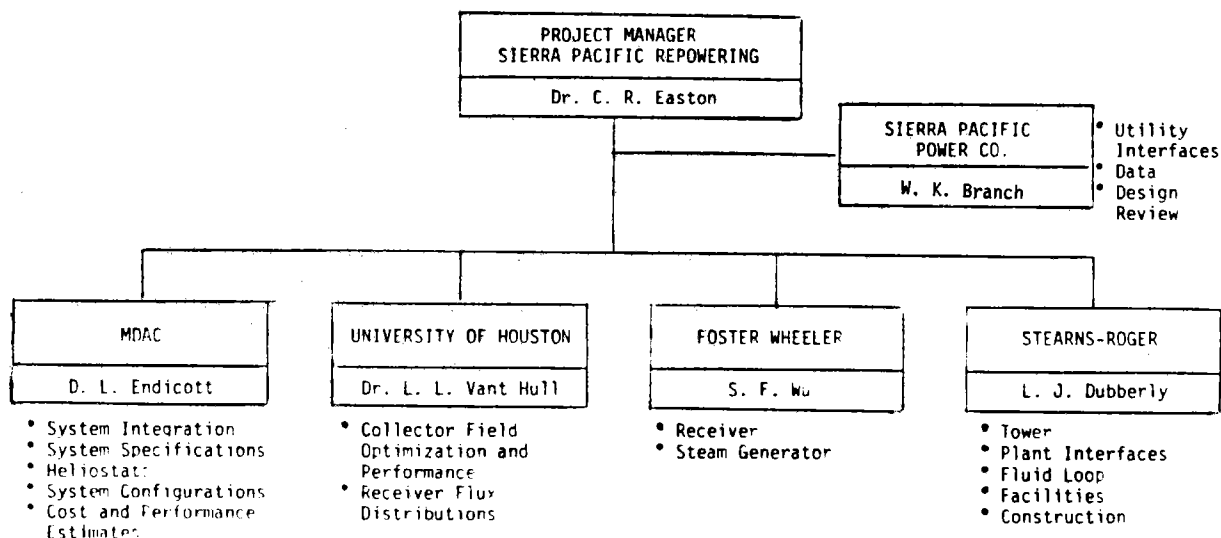 PROJECT MANAGER
SIERRA PACIFIC REPOWERING
Dr. C. R. Easton
SIERRA PACIFIC
POWER CO.
W. K. Branch
• Utility
Interfaces
• Data
• Design
Review
MDAC
D. L. Endicott
• System Integration
• System Specifications
• Heliostats
• System Configurations
• Cost and Performance
Estimates
UNIVERSITY OF HOUSTON
Dr. L. L. Vant Hull
• Collector Field
Optimization and
Performance
• Receiver Flux
Distributions
FOSTER WHEELER
S. F. Wu
• Receiver
• Steam Generator
STEARNS-ROGER
L. J. Dubberly
• Tower
• Plant Interfaces
• Fluid Loop
• Facilities
• Construction